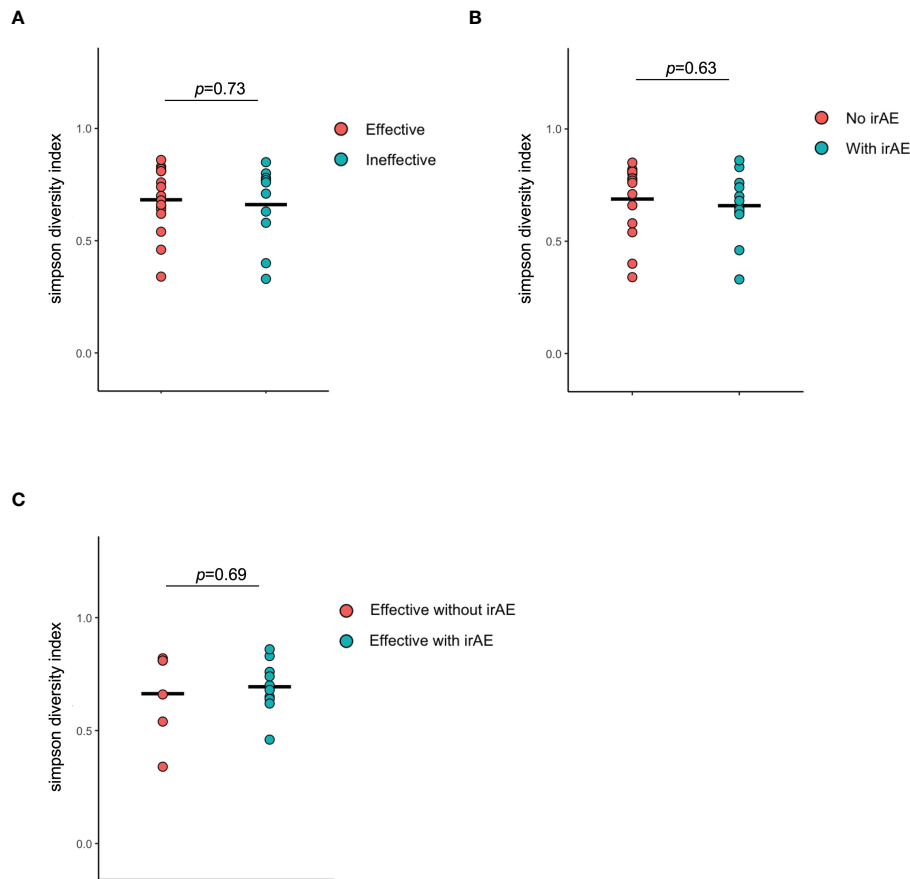 A
p=0.73
simpson diversity index
1.0
0.5
0.0
Effective
Ineffective
B
p=0.63
simpson diversity index
1.0
0.5
0.0
No irAE
With irAE
C
p=0.69
simpson diversity index
1.0
0.5
0.0
Effective without irAE
Effective with irAE